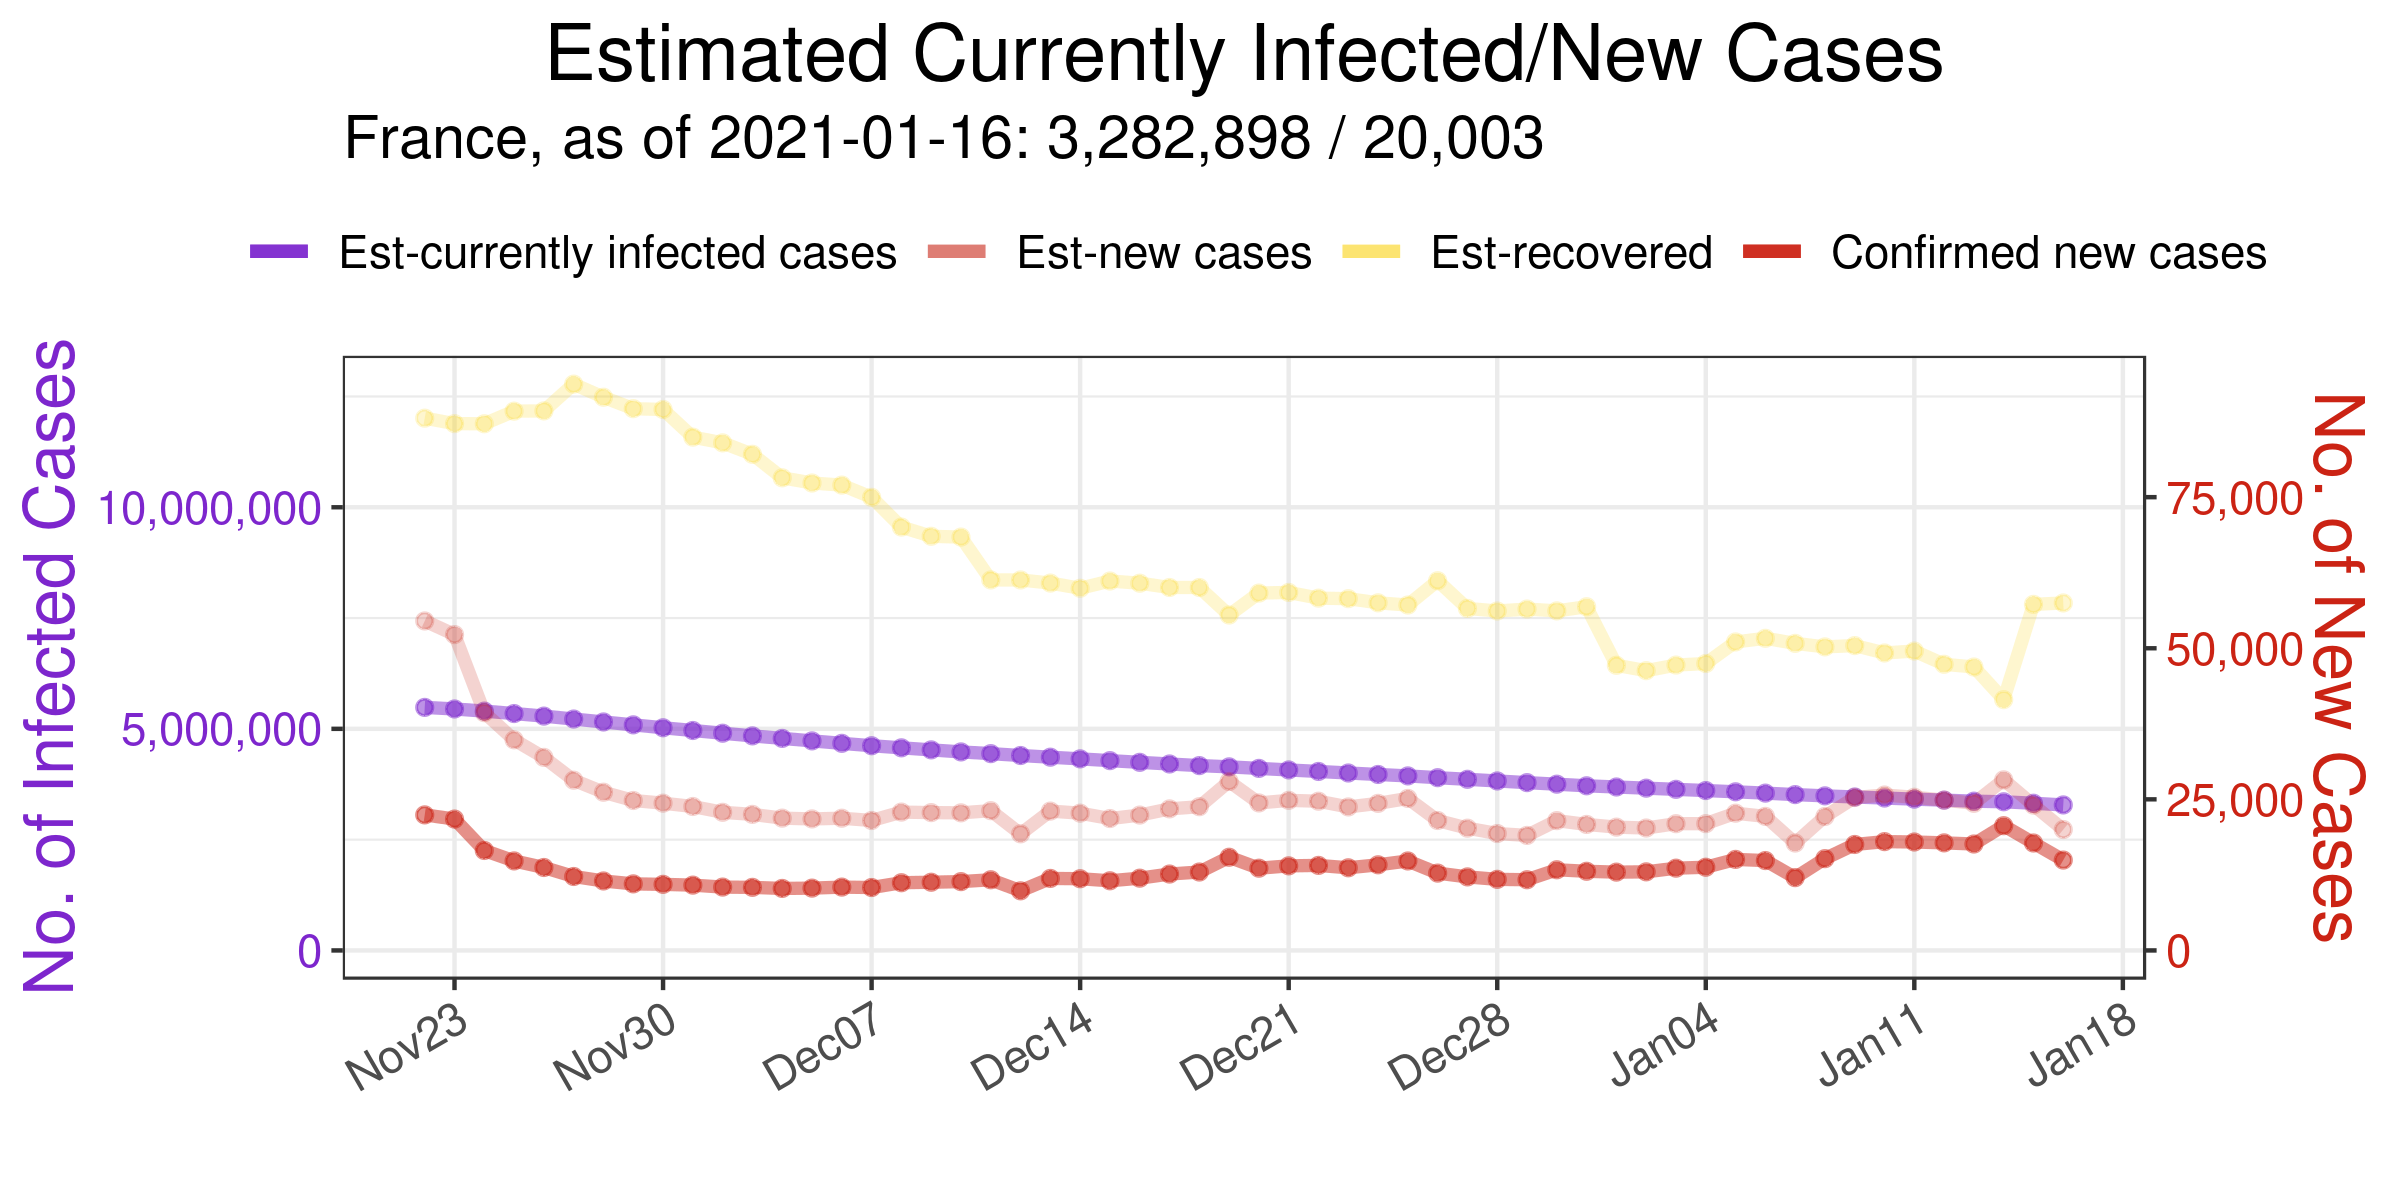 Estimated Currently Infected/New Cases
France, as of 2021-01-16: 3,282,898 / 20,003
Est-currently infected cases Est-new cases Est-recovered Confirmed new cases
No. of Infected Cases
10,000,000
5,000,000
0
75,000
50,000
25,000
0
No. of New Cases
Nov23 Nov30 Dec07 Dec14 Dec21 Dec28 Jan04 Jan11 Jan18